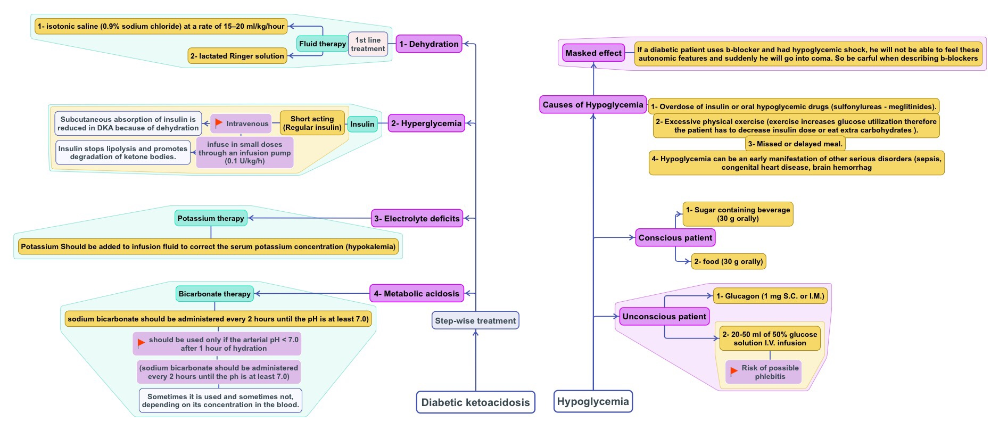 1- isotonic saline (0.9% sodium chloride) at a rate of 15–20 ml/kg/hour
Fluid therapy
1st line
treatment
1- Dehydration
2- lactated Ringer solution
Subcutaneous absorption of insulin is
reduced in DKA because of dehydration
Intravenous
Short acting
(Regular insulin)
Insulin
2- Hyperglycemia
Insulin stops lipolysis and promotes
degradation of ketone bodies.
infuse in small doses
through an infusion pump
(0.1 U/kg/h)
Potassium therapy
3- Electrolyte deficits
Potassium Should be added to infusion fluid to correct the serum potassium concentration (hypokalemia)
Bicarbonate therapy
4- Metabolic acidosis
sodium bicarbonate should be administered every 2 hours until the pH is at least 7.0)
should be used only if the arterial pH < 7.0
after 1 hour of hydration
(sodium bicarbonate should be administered
every 2 hours until the ph is at least 7.0)
Sometimes it is used and sometimes not,
depending on its concentration in the blood.
Step-wise treatment
Diabetic ketoacidosis
Masked effect
If a diabetic patient uses b-blocker and had hypoglycemic shock, he will not be able to feel these
autonomic features and suddenly he will go into coma. So be carful when describing b-blockers
Causes of Hypoglycemia
1- Overdose of insulin or oral hypoglycemic drugs (sulfonylureas - meglitinides).
2- Excessive physical exercise (exercise increases glucose utilization therefore
the patient has to decrease insulin dose or eat extra carbohydrates ).
3- Missed or delayed meal.
4- Hypoglycemia can be an early manifestation of other serious disorders (sepsis,
congenital heart disease, brain hemorrhag
1- Sugar containing beverage
(30 g orally)
Conscious patient
2- food (30 g orally)
1- Glucagon (1 mg S.C. or I.M.)
Unconscious patient
2- 20-50 ml of 50% glucose
solution I.V. infusion
Risk of possible
phlebitis
Hypoglycemia